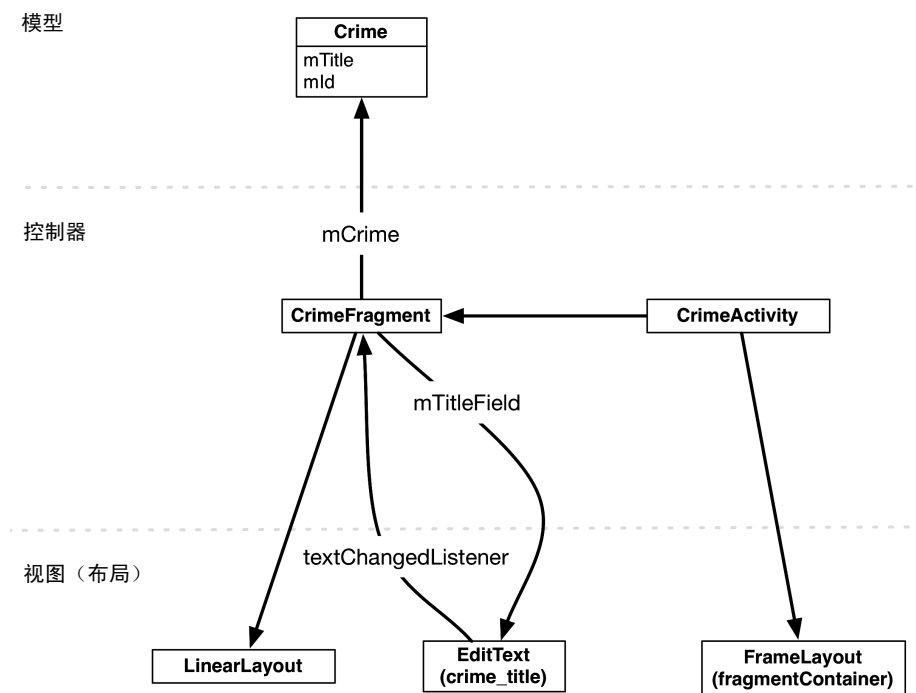 模型
Crime
mTitle
mId
控制器
mCrime
CrimeFragment
CrimeActivity
mTitleField
textChangedListener
视图（布局）
LinearLayout
EditText
(crime_title)
FrameLayout
(fragmentContainer)